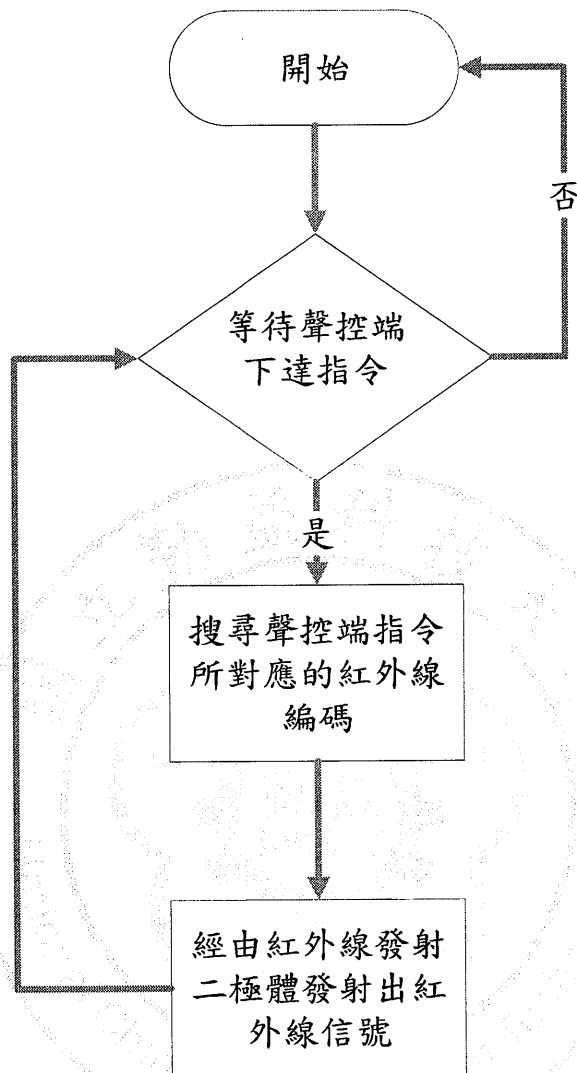 開始
否
等待聲控端
下達指令
是
搜尋聲控端指令
所對應的紅外線
編碼
經由紅外線發射
二極體發射出紅
外線信號